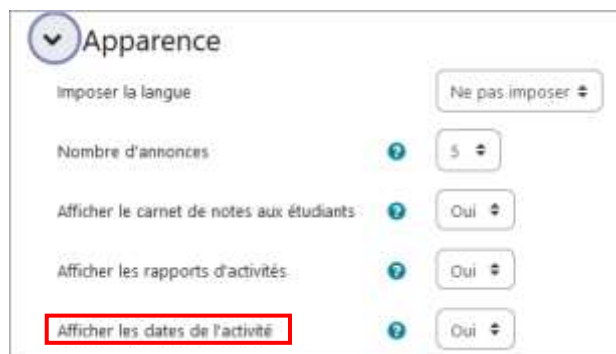 Apparence
Imposer la langue Ne pas imposer
Nombre d'annonces ? 5
Afficher le carnet de notes aux étudiants ? Oui
Afficher les rapports d'activités ? Oui
Afficher les dates de l'activité ? Oui